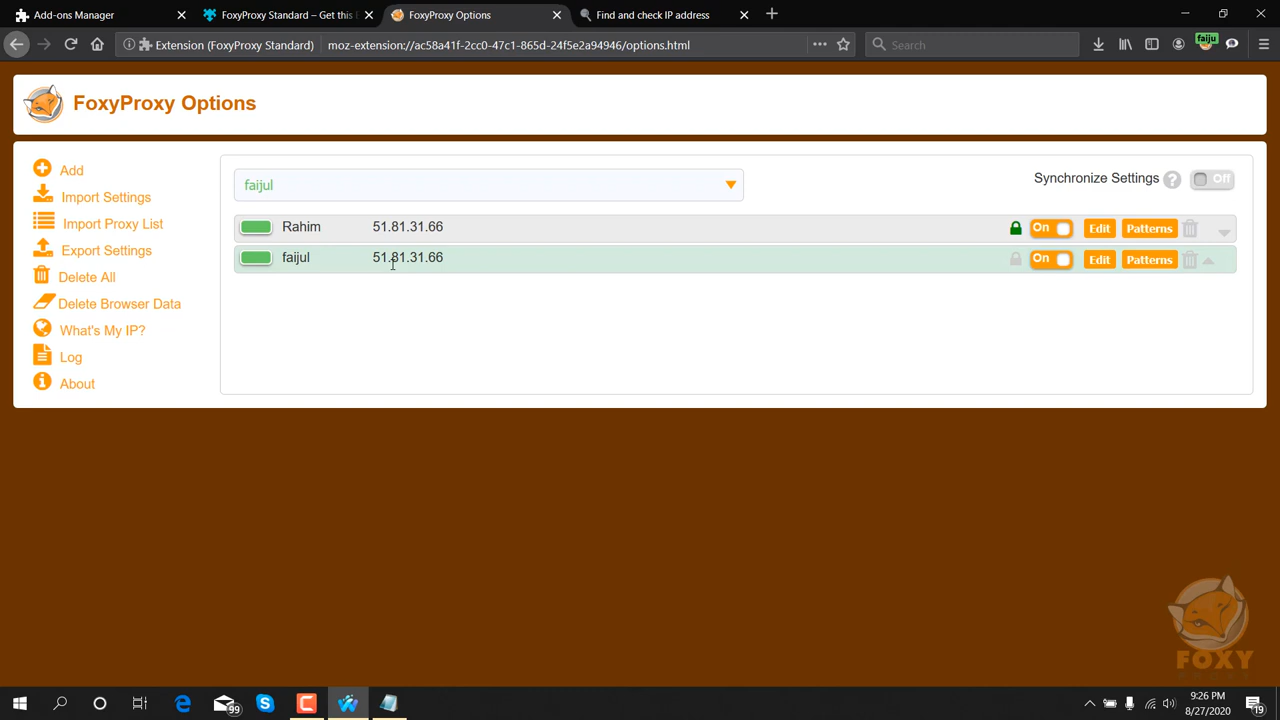 Add-ons Manager
FoxyProxy Standard – Get this E
FoxyProxy Options
Find and check IP address
Extension (FoxyProxy Standard)
moz-extension://ac58a41f-2cc0-47c1-865d-24f5e2a94946/options.html
Search
faiju
FoxyProxy Options
Add
Import Settings
Import Proxy List
Export Settings
Delete All
Delete Browser Data
What's My IP?
Log
About
faijul
Synchronize Settings ? Off
Rahim 51.81.31.66 On Edit Patterns
faijul 51.81.31.66 On Edit Patterns
FOXY
PROXY
99
9:26 PM
8/27/2020
19